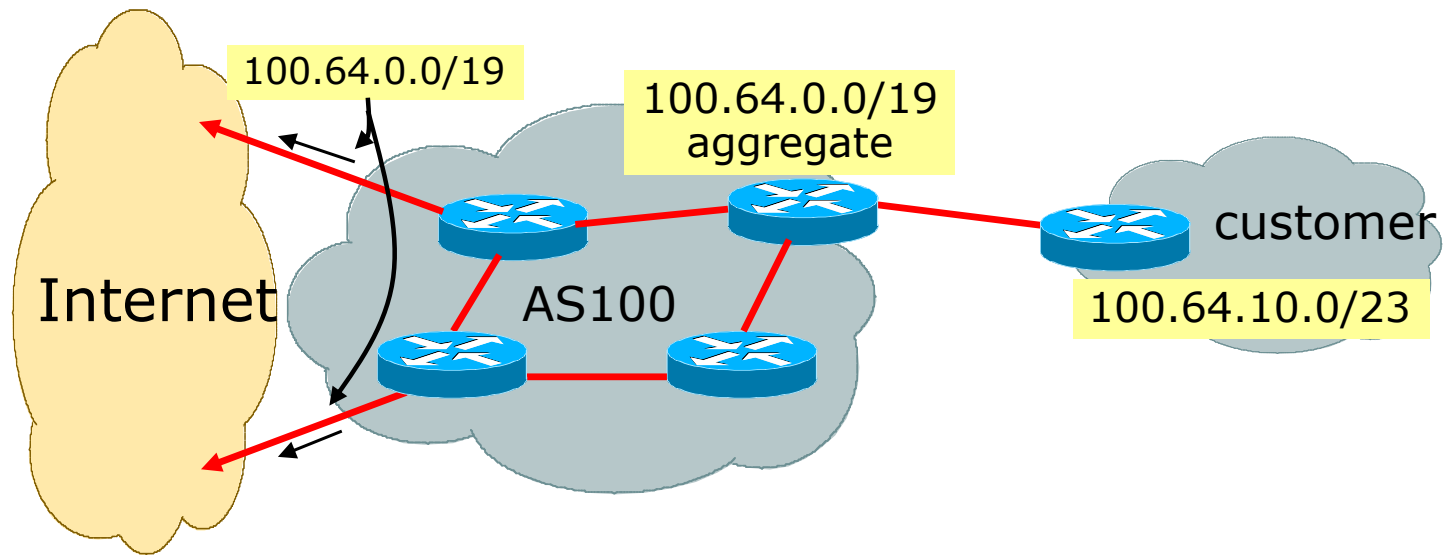 100.64.0.0/19
100.64.0.0/19
aggregate
customer
Internet
AS100
100.64.10.0/23